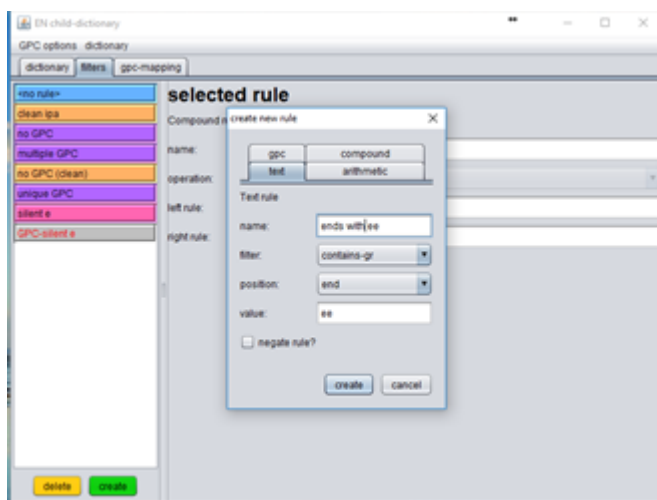 EN child-dictionary
GPC options dictionary
dictionary filters gpc-mapping
<no rule>
clean ipa
no GPC
multiple GPC
no GPC (clean)
unique GPC
silent e
GPC-silent e
delete create
selected rule
Compound r
name:
operation:
left rule:
right rule:
create new rule
gpc compound
text arithmetic
Text rule
name: ends with ee
filter: contains-gr
position: end
value: ee
negate rule?
create cancel